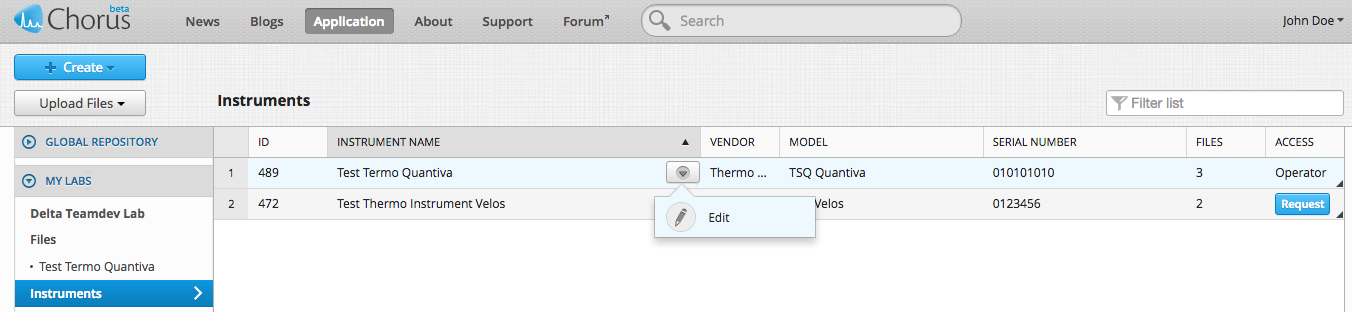 Chorus beta News Blogs Application About Support Forum Search John Doe
+ Create
Upload Files Instruments Filter list
GLOBAL REPOSITORY ID INSTRUMENT NAME VENDOR MODEL SERIAL NUMBER FILES ACCESS
1 489 Test Termo Quantiva Thermo ... TSQ Quantiva 010101010 3 Operator
MY LABS
2 472 Test Thermo Instrument Velos Velos 0123456 2 Request
Delta Teamdev Lab Edit
Files
• Test Termo Quantiva
Instruments